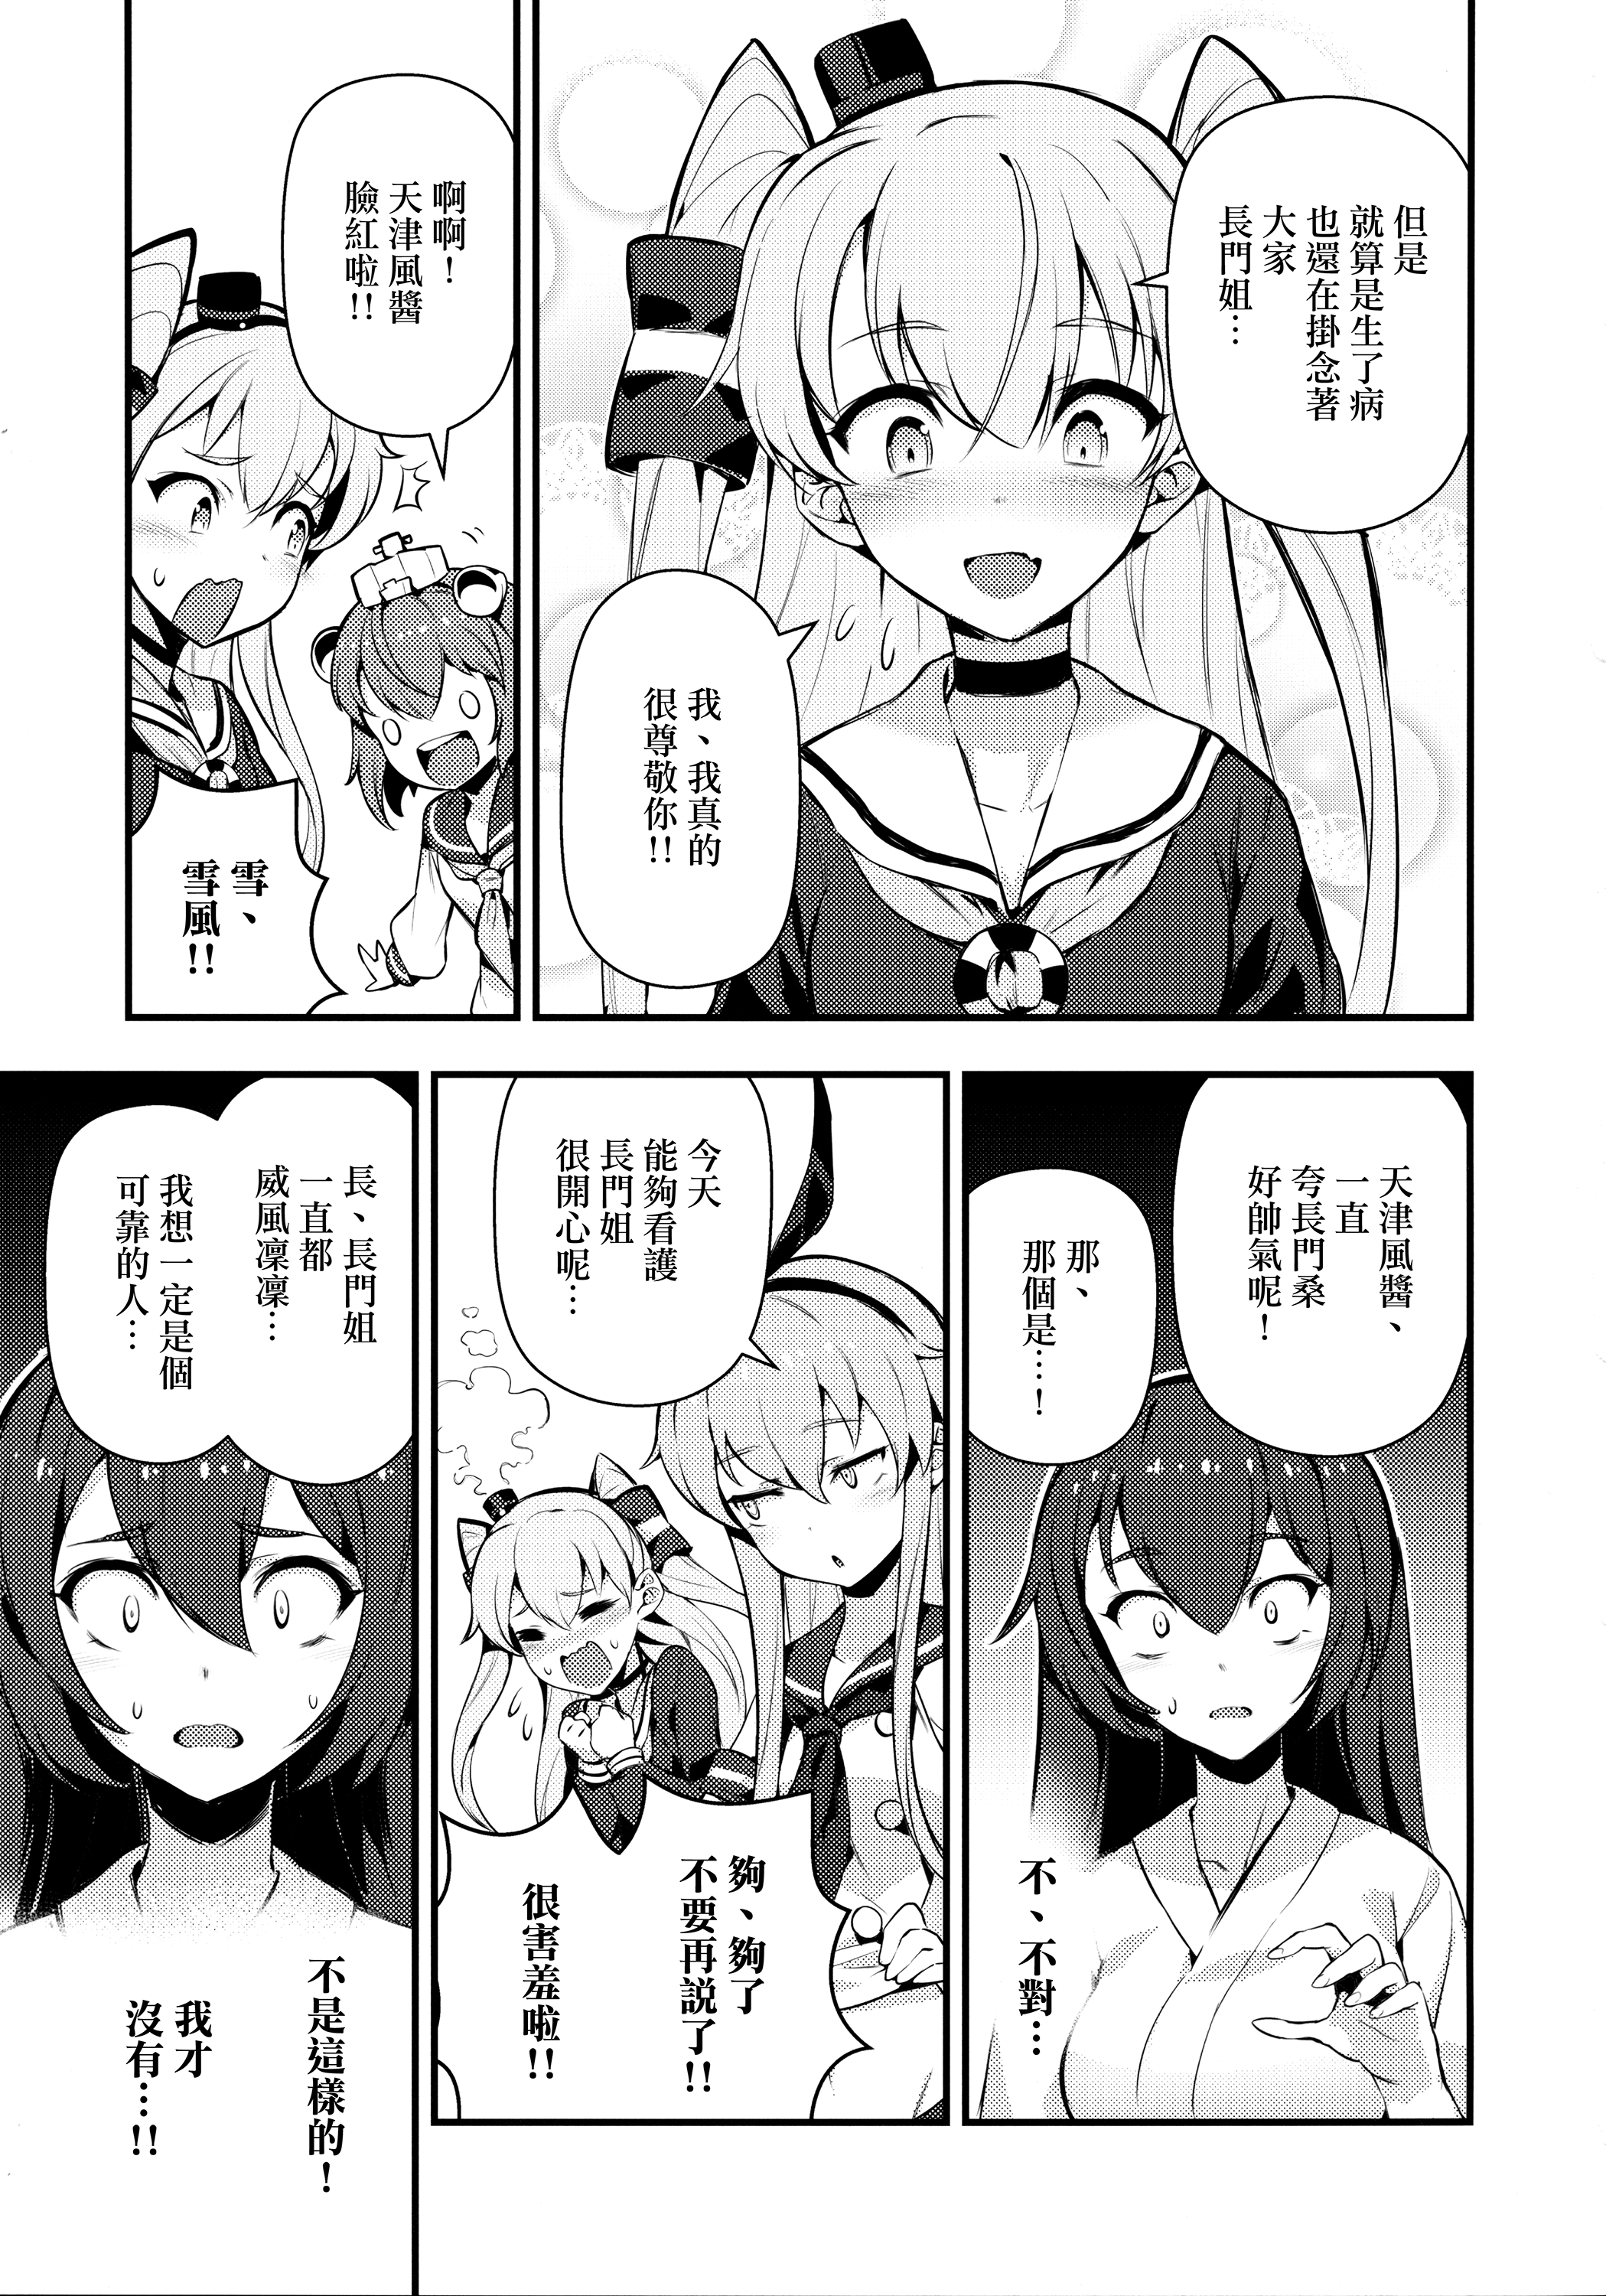 但是
就算是生了病
也還在掛念著
大家
長門姐…
我、我真的
很尊敬你!!
啊啊！
天津風醬
臉紅啦!!
雪、
雪風!!
天津風醬、
一直
夸長門桑
好帥氣呢！
那、
那個是…！
不、不對…
今天
能夠看護
長門姐
很開心呢…
夠、夠了
不要再説了!!
很害羞啦!!
長、長門姐
一直都
威風凜凜…
我想一定是個
可靠的人…
不是這樣的！
我才
沒有…!!